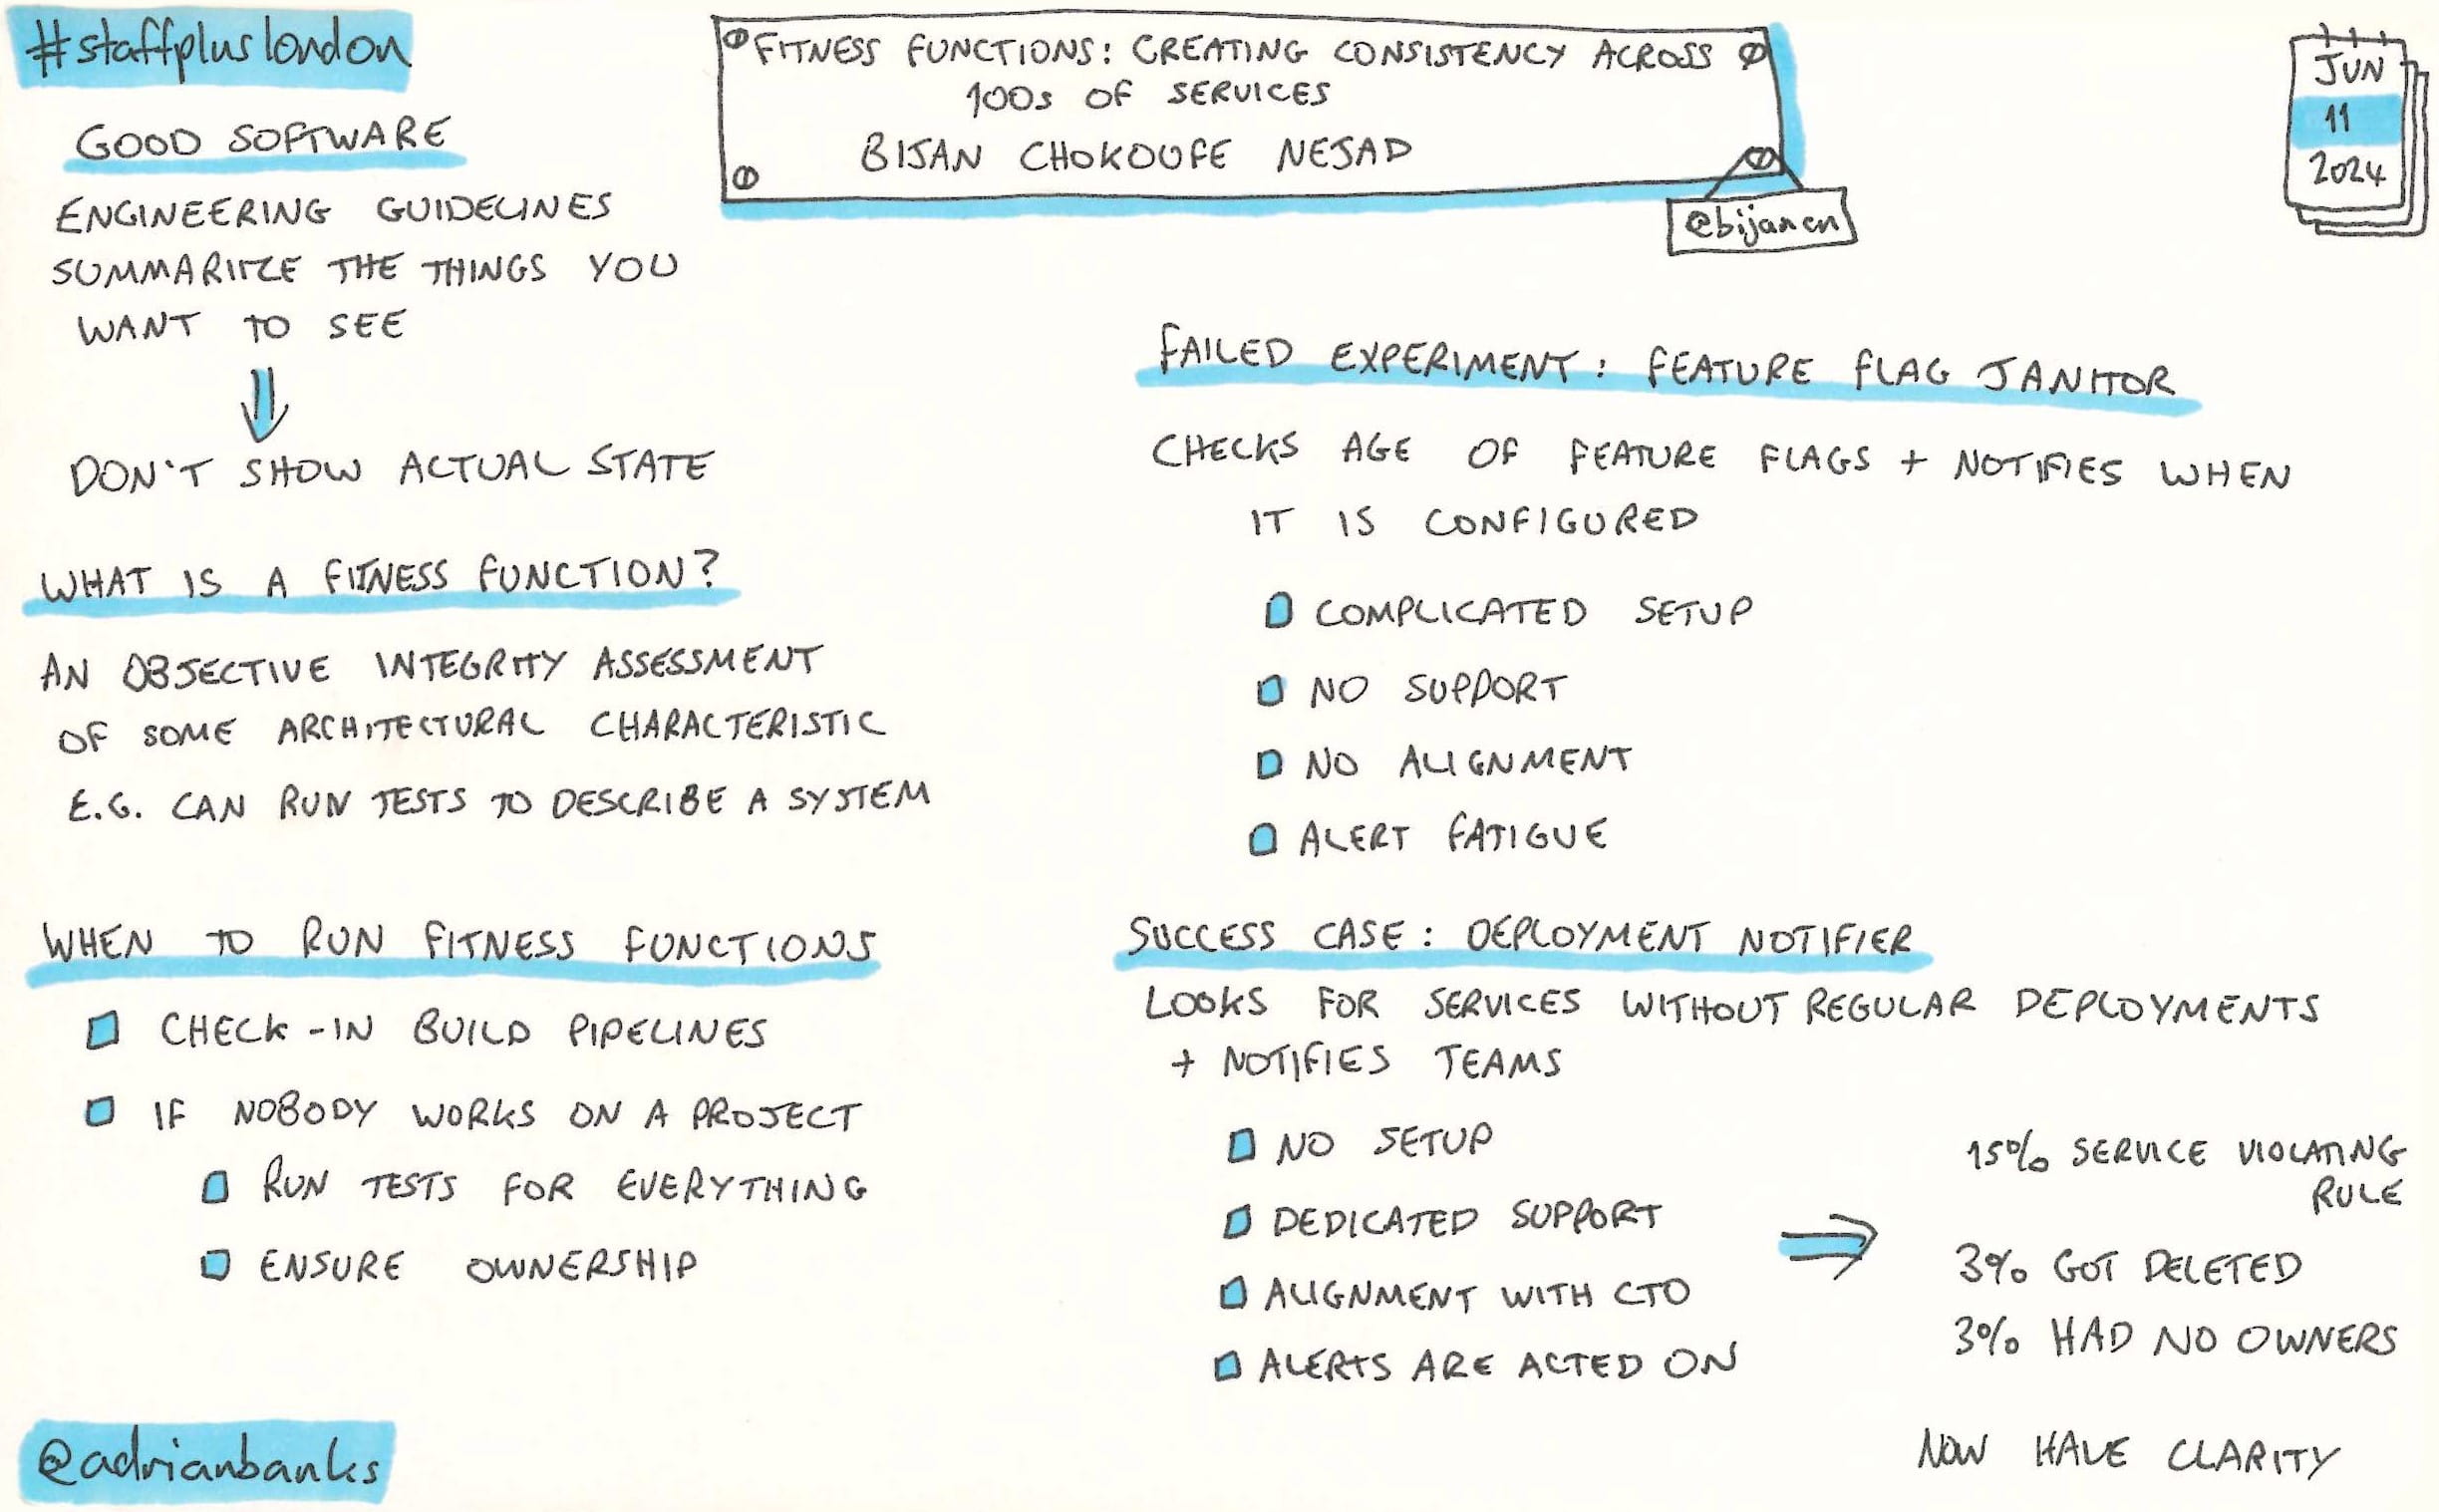 #staffpluslondon
FITNESS FUNCTIONS: CREATING CONSISTENCY ACROSS
100s OF SERVICES
BIJAN CHOKOUFE NEJAD
@bijancn
JUN
11
2024
GOOD SOFTWARE
ENGINEERING GUIDELINES
SUMMARIZE THE THINGS YOU
WANT TO SEE
DON'T SHOW ACTUAL STATE
WHAT IS A FITNESS FUNCTION?
AN OBJECTIVE INTEGRITY ASSESSMENT
OF SOME ARCHITECTURAL CHARACTERISTIC
E.G. CAN RUN TESTS TO DESCRIBE A SYSTEM
WHEN TO RUN FITNESS FUNCTIONS
CHECK-IN BUILD PIPELINES
IF NOBODY WORKS ON A PROJECT
RUN TESTS FOR EVERYTHING
ENSURE OWNERSHIP
FAILED EXPERIMENT: FEATURE FLAG JANITOR
CHECKS AGE OF FEATURE FLAGS + NOTIFIES WHEN
IT IS CONFIGURED
COMPLICATED SETUP
NO SUPPORT
NO ALIGNMENT
ALERT FATIGUE
SUCCESS CASE: DEPLOYMENT NOTIFIER
LOOKS FOR SERVICES WITHOUT REGULAR DEPLOYMENTS
+ NOTIFIES TEAMS
NO SETUP
DEDICATED SUPPORT
ALIGNMENT WITH CTO
ALERTS ARE ACTED ON
15% SERVICE VIOLATING
RULE
3% GOT DELETED
3% HAD NO OWNERS
NOW HAVE CLARITY
@adrianbanks